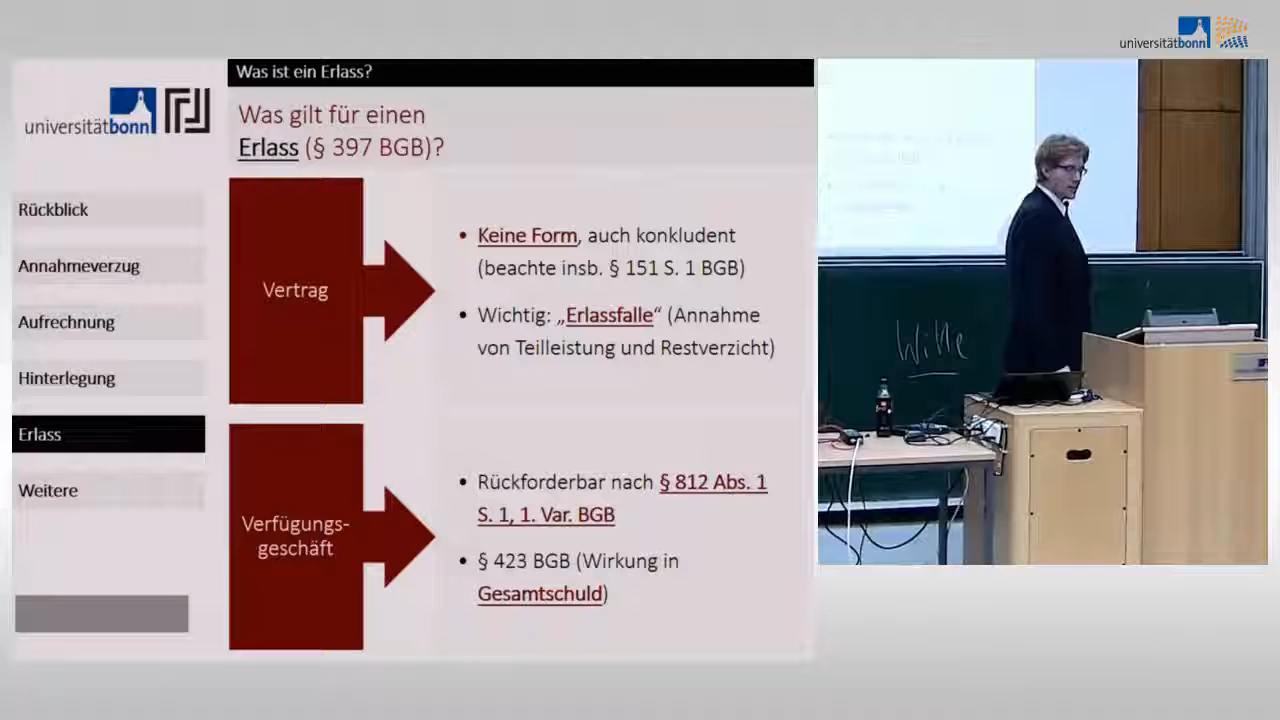 universitätbonn
Was ist ein Erlass?
universitätbonn
Was gilt für einen
Erlass (§ 397 BGB)?
Rückblick
Annahmeverzug
Aufrechnung
Hinterlegung
Erlass
Weitere
Vertrag
• Keine Form, auch konkludent
(beachte insb. § 151 S. 1 BGB)
• Wichtig: „Erlassfalle“ (Annahme
von Teilleistung und Restverzicht)
Verfügungs-
geschäft
• Rückforderbar nach § 812 Abs. 1
S. 1, 1. Var. BGB
• § 423 BGB (Wirkung in
Gesamtschuld)
Wille